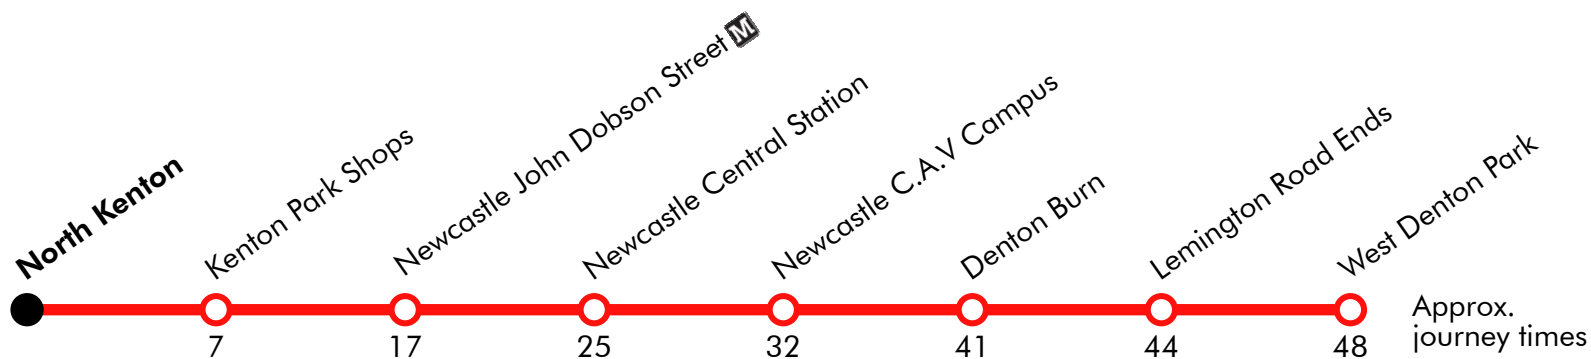 North Kenton
Kenton Park Shops
Newcastle John Dobson Street M
Newcastle Central Station
Newcastle C.A.V Campus
Denton Burn
Lemington Road Ends
West Denton Park
7 17 25 32 41 44 48
Approx.
journey times